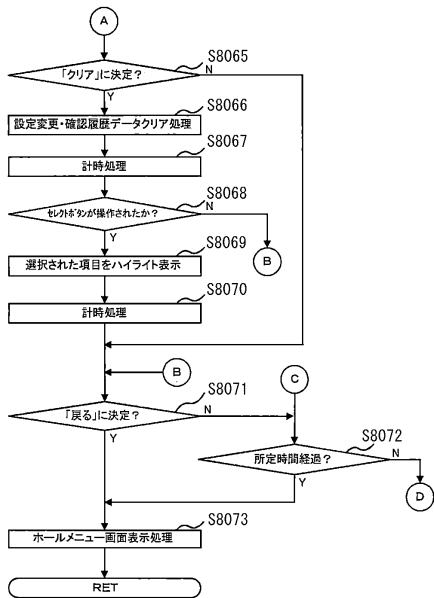 A
S8065
「クリア」に決定？
N
Y
S8066
設定変更・確認履歴データクリア処理
S8067
計時処理
S8068
セレクトボタンが操作されたか？
N
Y
B
S8069
選択された項目をハイライト表示
S8070
計時処理
B
C
S8071
「戻る」に決定？
N
Y
S8072
所定時間経過？
N
Y
D
S8073
ホールメニュー画面表示処理
RET